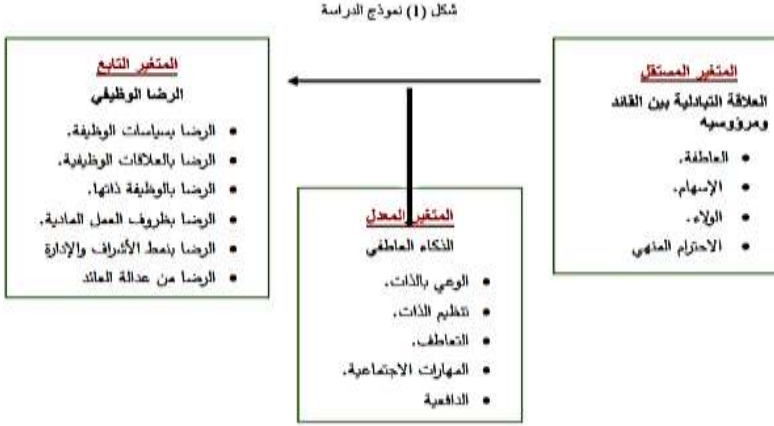 شكل (1) نموذج الدراسة
المتغير المستقل
العلاقة التبادلية بين القائد
ومرؤوسيه
العاطفة.
الإسهام.
الولاء.
الاحترام المهني
المتغير المعدل
الذكاء العاطفي
الوعي بالذات.
تنظيم الذات.
التعاطف.
المهارات الاجتماعية.
الدافعية
المتغير التابع
الرضا الوظيفي
الرضا بسياسات الوظيفة.
الرضا بالعلاقات الوظيفية.
الرضا بالوظيفة ذاتها.
الرضا بظروف العمل المادية.
الرضا بنمط الأشراف والإدارة
الرضا من عدالة العائد